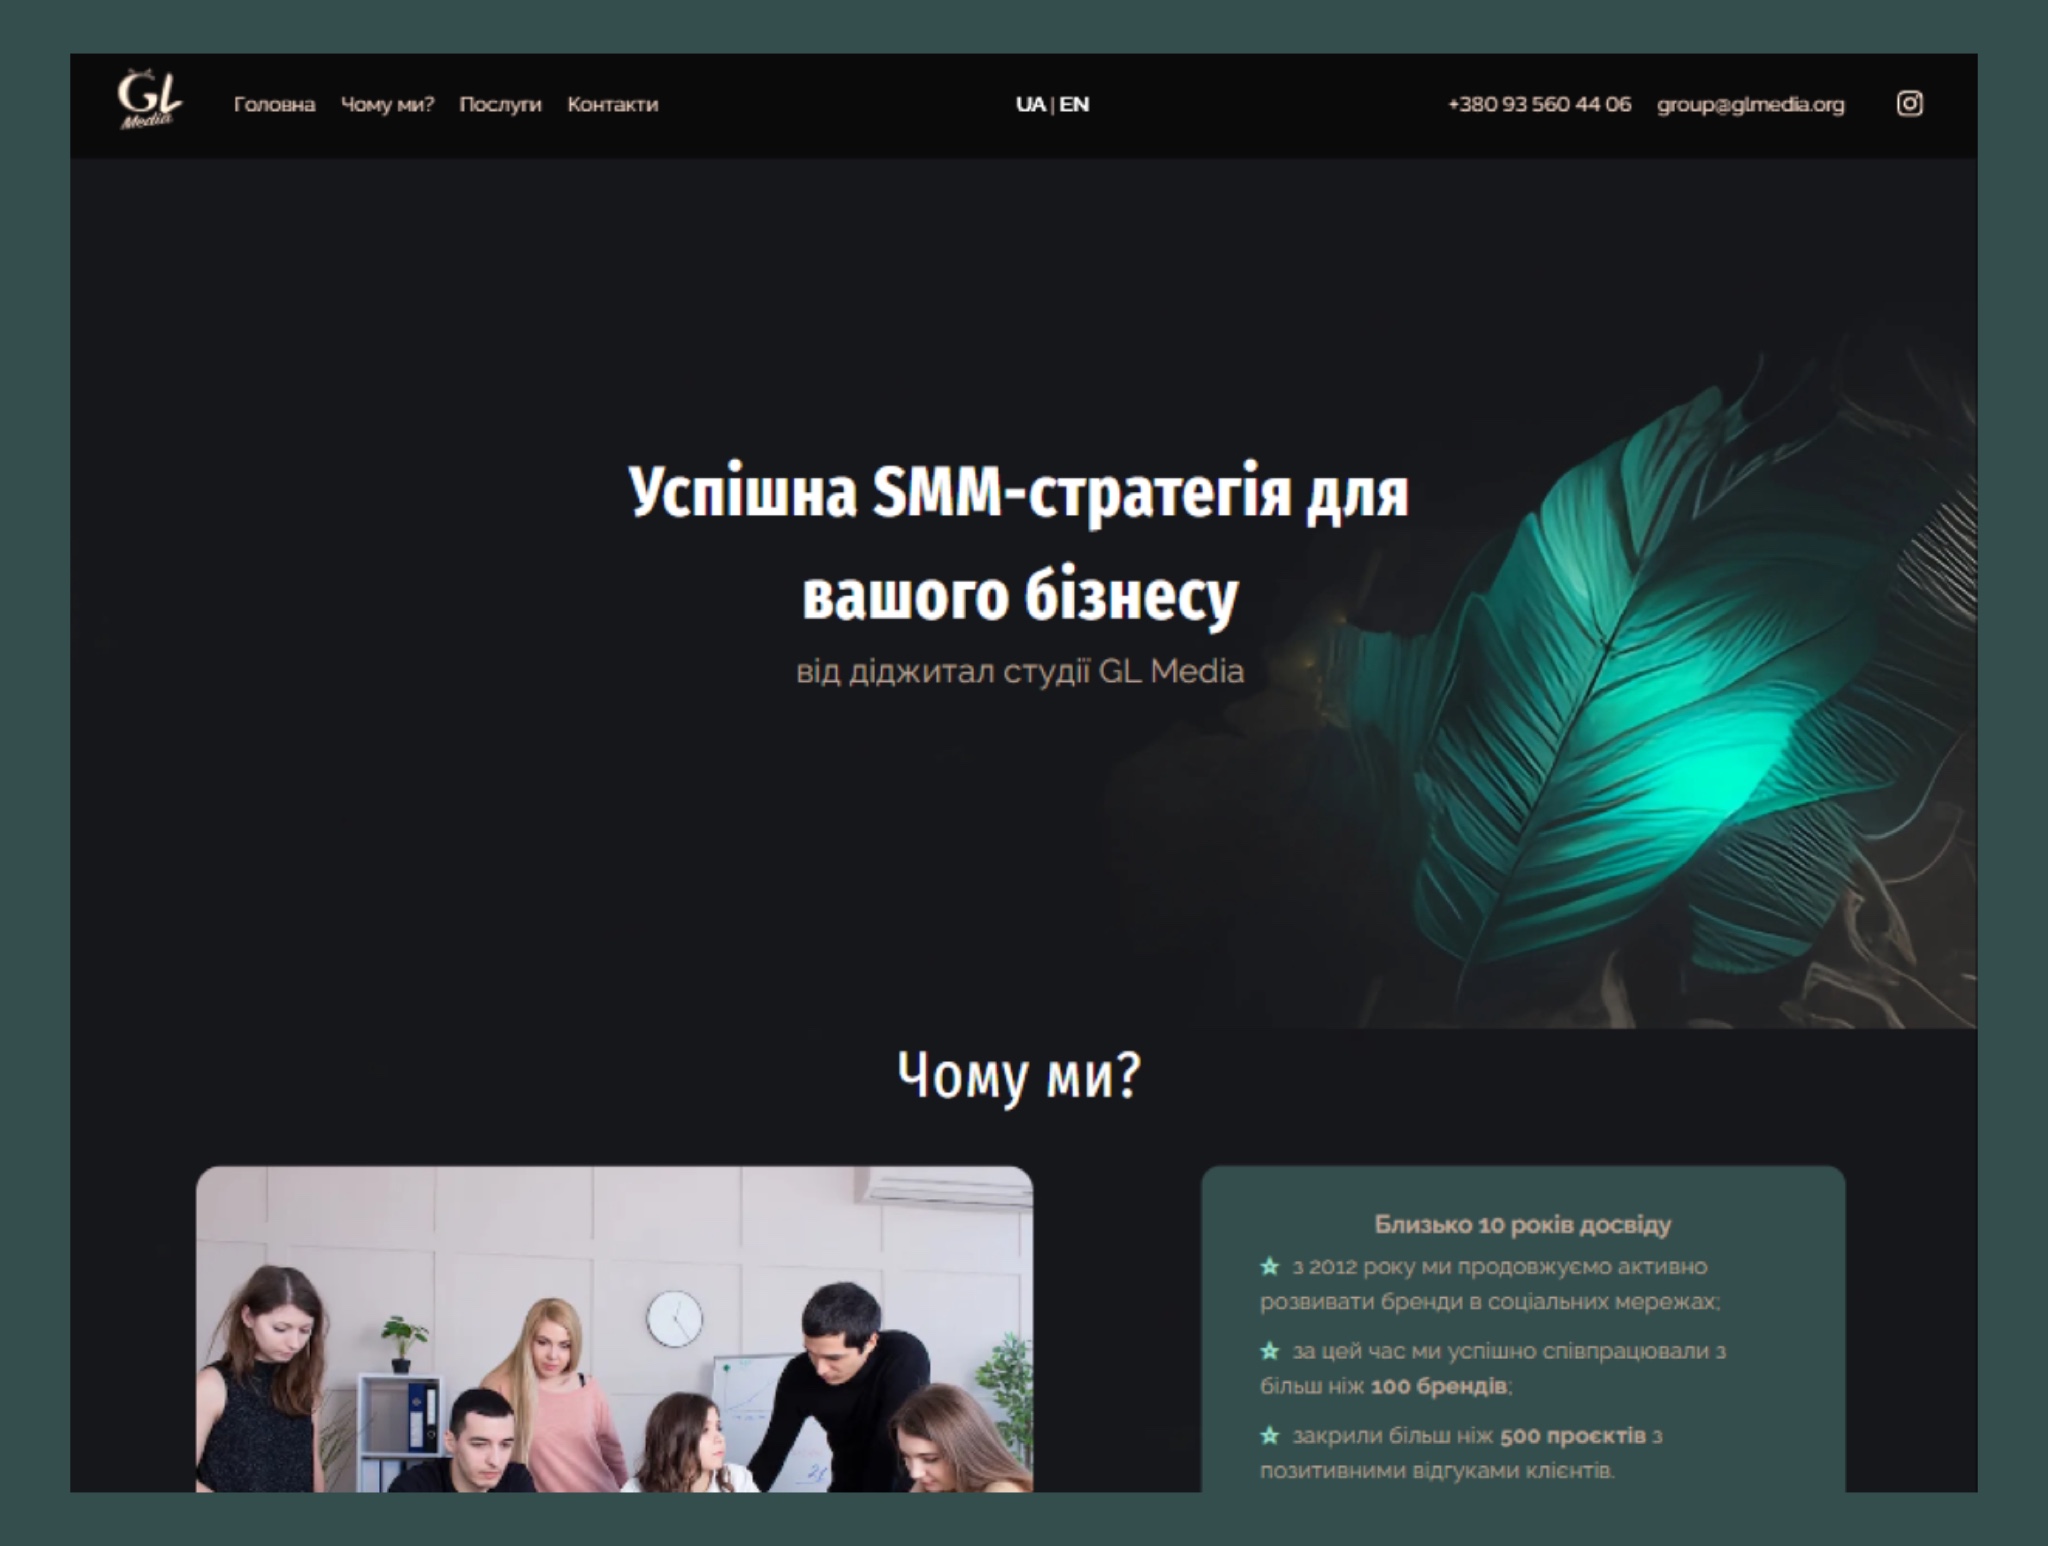 GL
Media
Головна Чому ми? Послуги Контакти
UA | EN
+380 93 560 44 06 group@glmedia.org
Успішна SMM-стратегія для
вашого бізнесу
від діджитал студії GL Media
Чому ми?
Близько 10 років досвіду
з 2012 року ми продовжуємо активно
розвивати бренди в соціальних мережах;
за цей час ми успішно співпрацювали з
більш ніж 100 брендів;
закрили більш ніж 500 проєктів з
позитивними відгуками клієнтів.